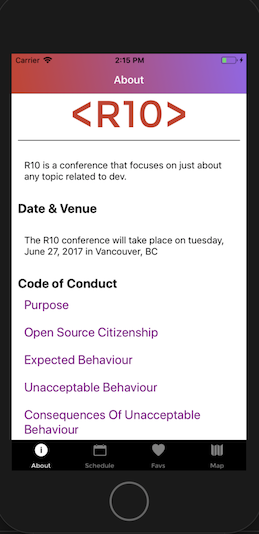 Carrier 2:15 PM
About
<R10>
R10 is a conference that focuses on just about
any topic related to dev.
Date & Venue
The R10 conference will take place on tuesday,
June 27, 2017 in Vancouver, BC
Code of Conduct
Purpose
Open Source Citizenship
Expected Behaviour
Unacceptable Behaviour
Consequences Of Unacceptable
Behaviour
About Schedule Favs Map